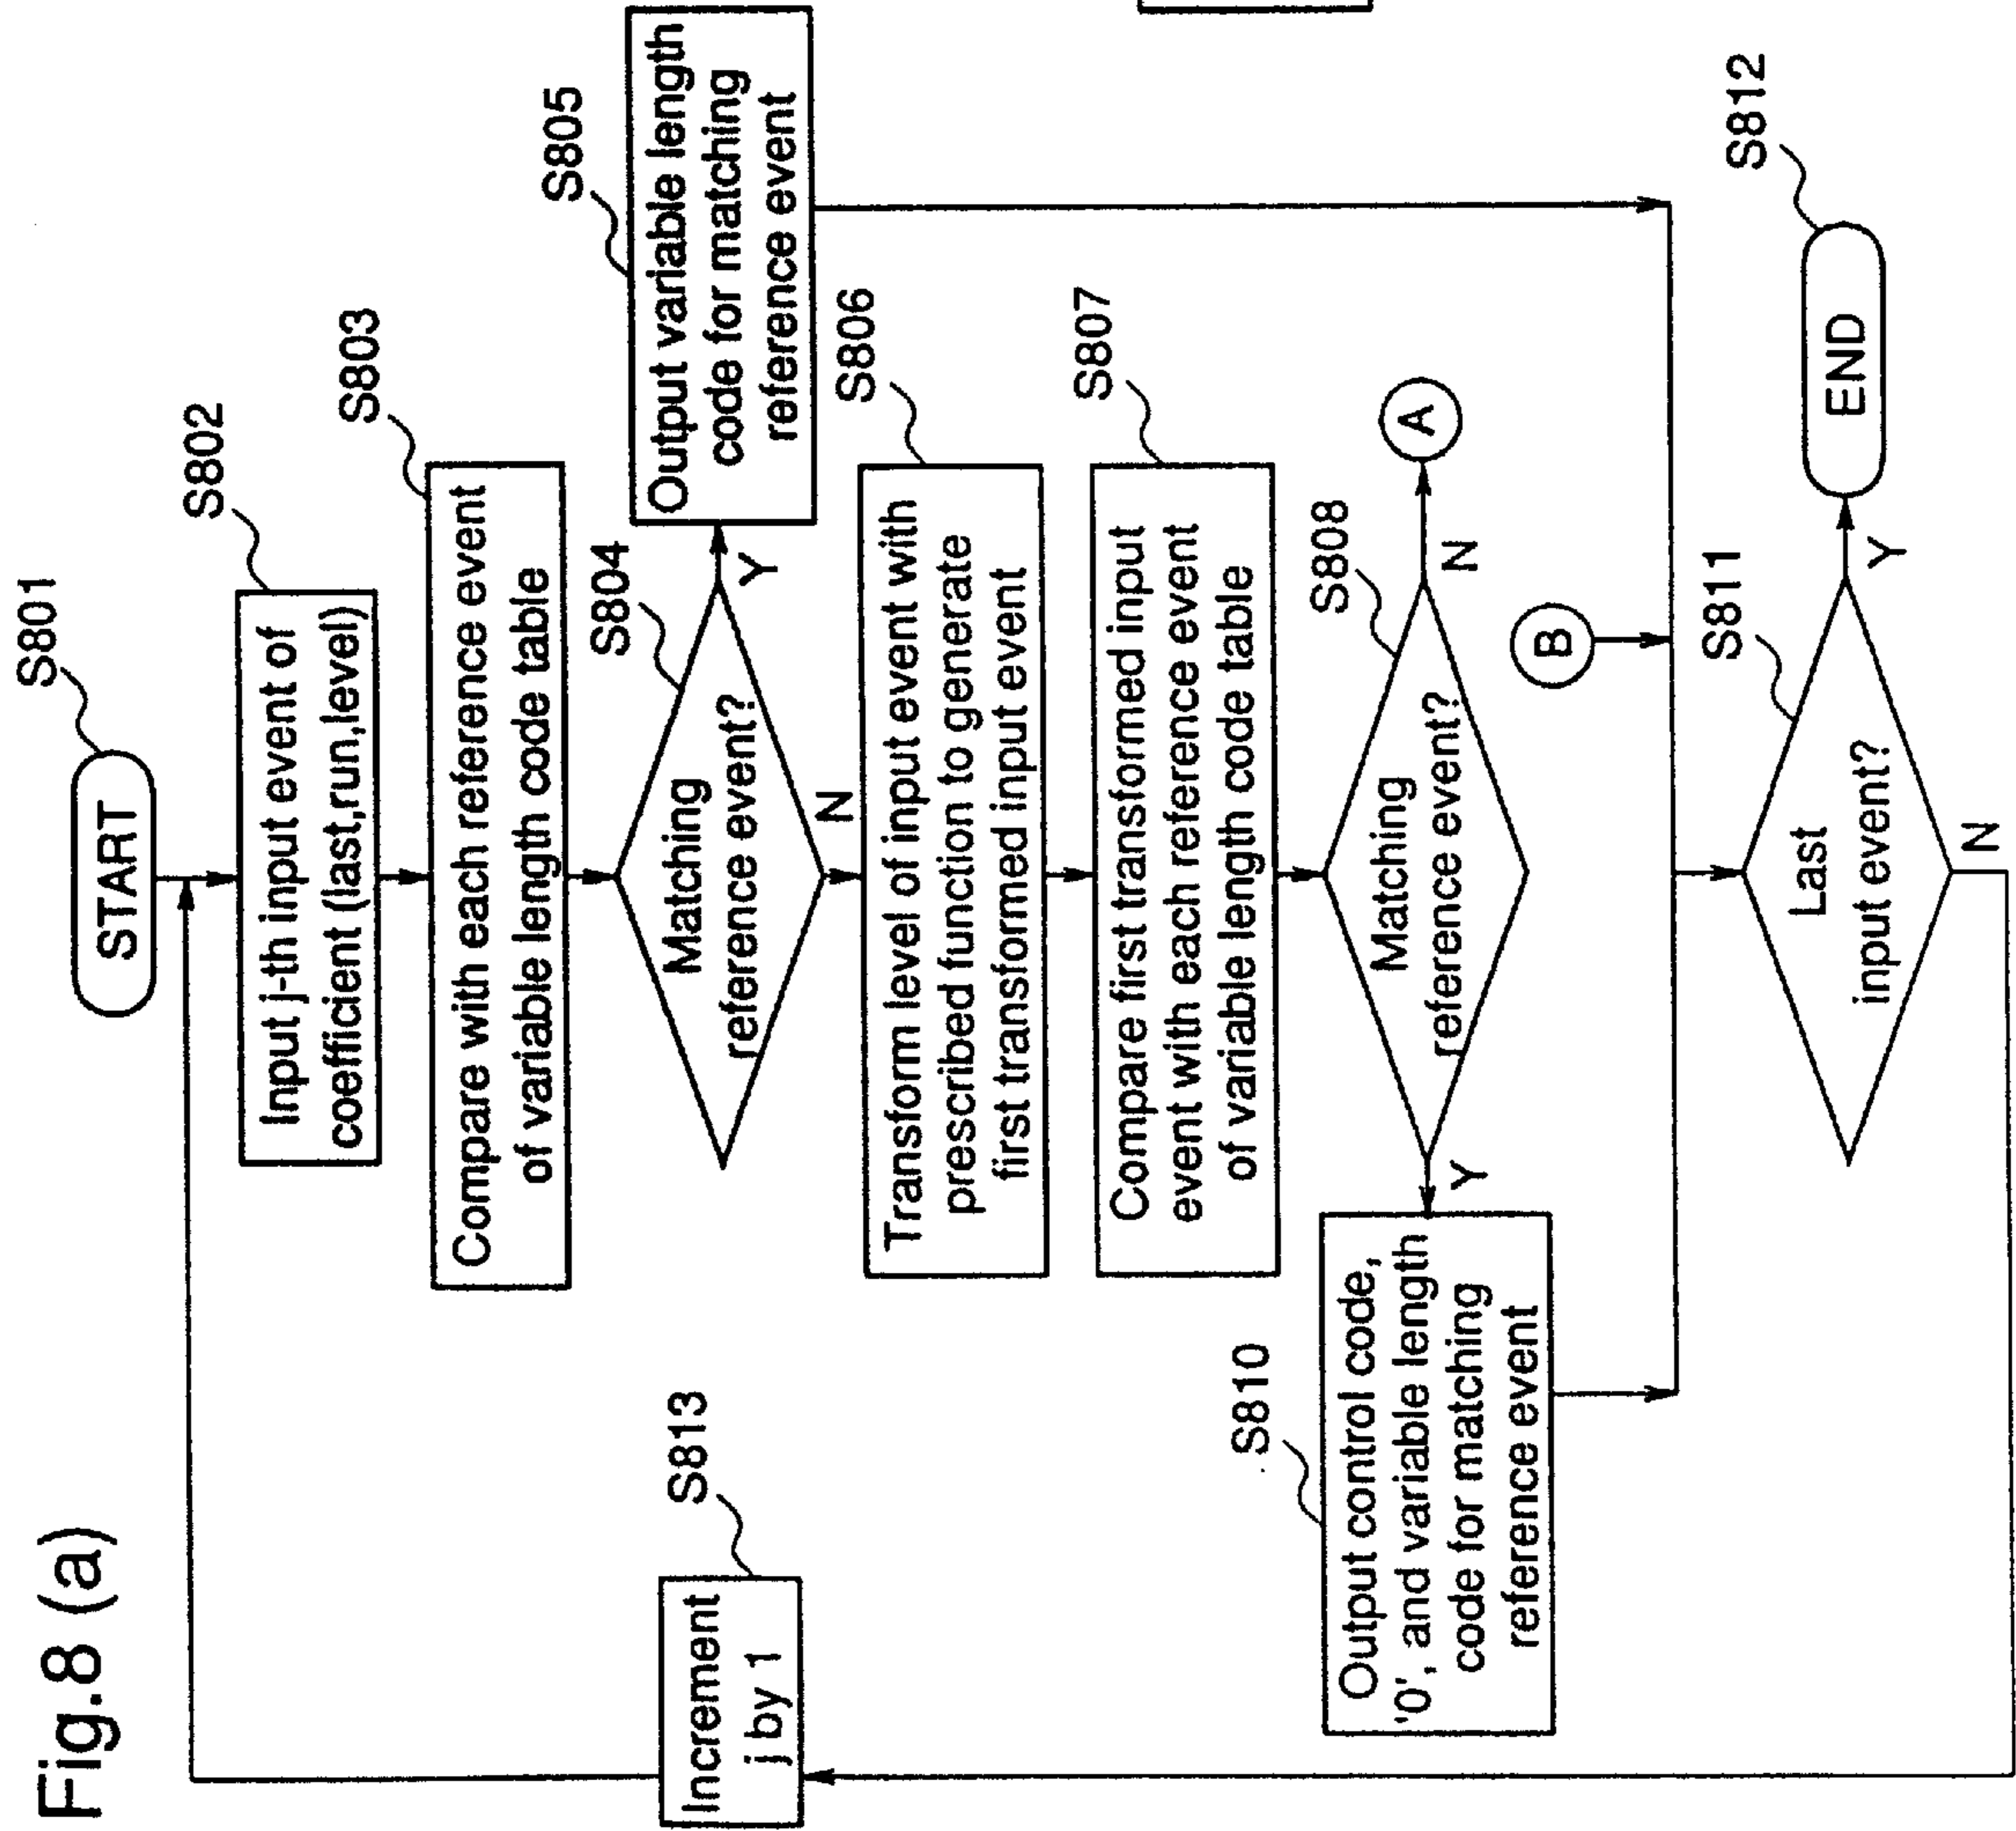 Fig.8 (a)
START
S801
Input j-th input event of
coefficient (last,run,level)
S802
Compare with each reference event
of variable length code table
S803
Matching
reference event?
S804
Y
N
Output variable length
code for matching
reference event
S805
Transform level of input event with
prescribed function to generate
first transformed input event
S806
Compare first transformed input
event with each reference event
of variable length code table
S807
Matching
reference event?
S808
Y
N
A
B
Output control code,
'0', and variable length
code for matching
reference event
S810
Last
input event?
S811
Y
N
END
S812
Increment
j by 1
S813